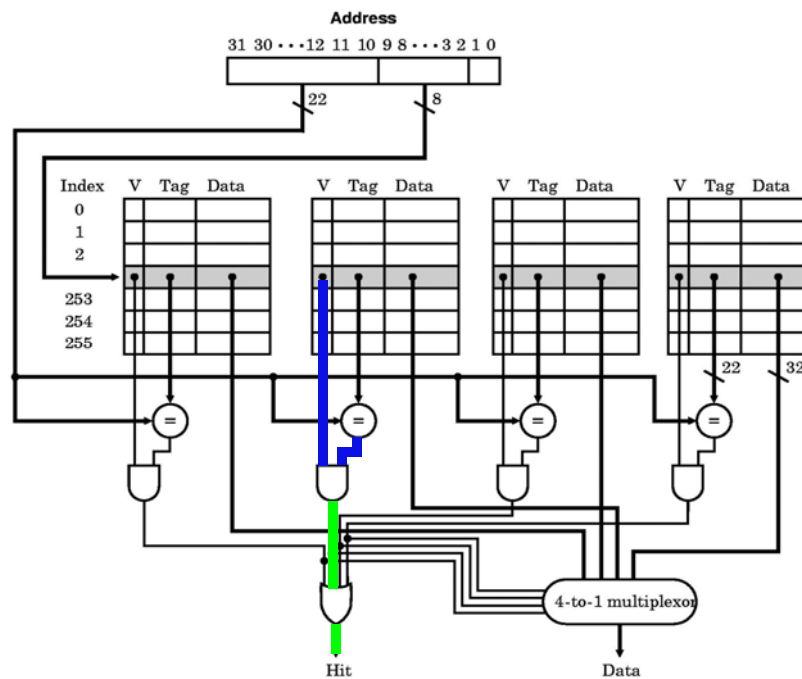 Address
31 30 •••12 11 10 9 8 •••3 2 1 0
22 8
Index V Tag Data V Tag Data V Tag Data V Tag Data
0
1
2
253
254
255
22 32
= = = =
4-to-1 multiplexor
Hit Data